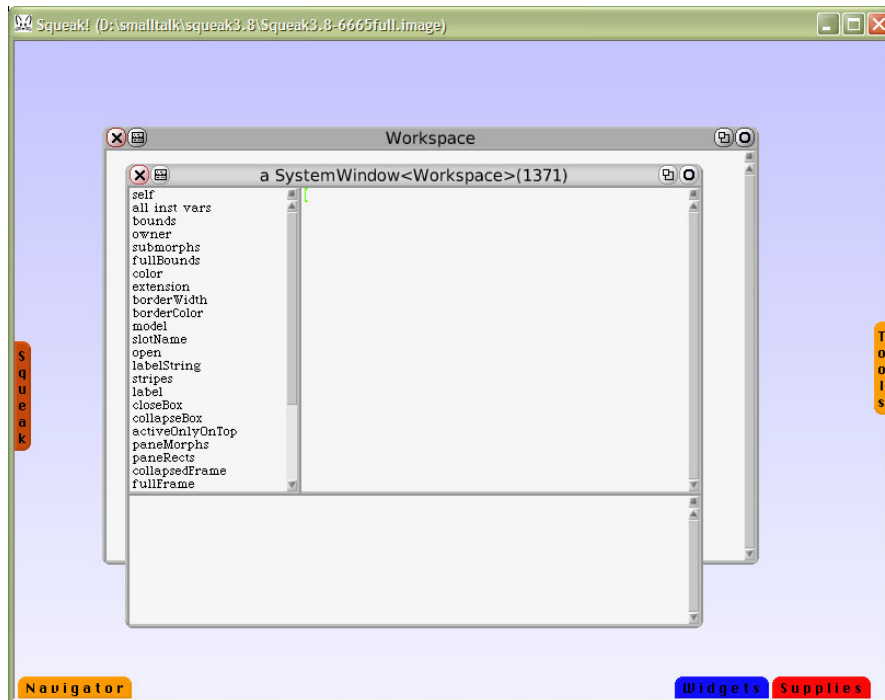 Squeak! (D:\smalltalk\squeak3.8\Squeak3.8-6665full.image)
Workspace
a SystemWindow<Workspace>(1371)
self
all inst vars
bounds
owner
submorphs
fullBounds
color
extension
borderWidth
borderColor
model
slotName
open
labelString
stripes
label
closeBox
collapseBox
activeOnlyOnTop
paneMorphs
paneRects
collapsedFrame
fullFrame
Squeak
Tools
Navigator
Widgets
Supplies